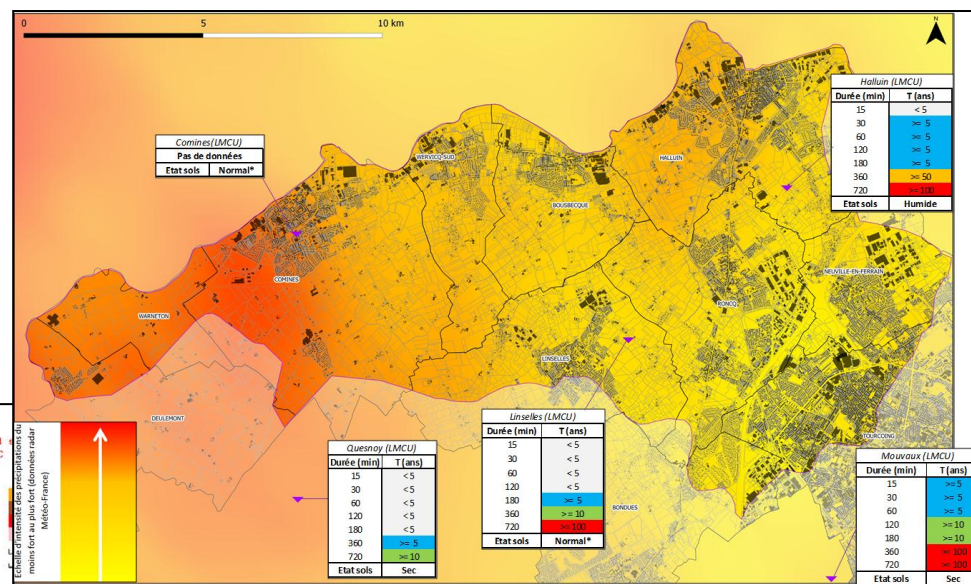 0 5 10 km
N
Halluin (LMCU)
Durée (min) T (ans)
15 < 5
30 >= 5
60 >= 5
120 >= 5
180 >= 5
360 >= 50
720 >= 100
Etat sols Humide
Comines (LMCU)
Pas de données
Etat sols Normal*
WERVICQ-SUD
HALLUIN
BOUSBECQUE
COMINES
NEUVILLE-EN-FERRAIN
RONCQ
WARNETON
LINSELLES
DEULEMONT
TOURCOING
BONDUES
Linselles (LMCU)
Durée (min) T (ans)
15 < 5
30 < 5
60 < 5
120 < 5
180 >= 5
360 >= 10
720 >= 100
Etat sols Normal*
Quesnoy (LMCU)
Durée (min) T (ans)
15 < 5
30 < 5
60 < 5
120 < 5
180 < 5
360 >= 5
720 >= 10
Etat sols Sec
Mouvaux (LMCU)
Durée (min) T (ans)
15 >= 5
30 >= 5
60 >= 5
120 >= 10
180 >= 10
360 >= 100
720 >= 100
Etat sols Sec
Echelle d'intensité des précipitations du
moins fort au plus fort (données radar
Météo-France)